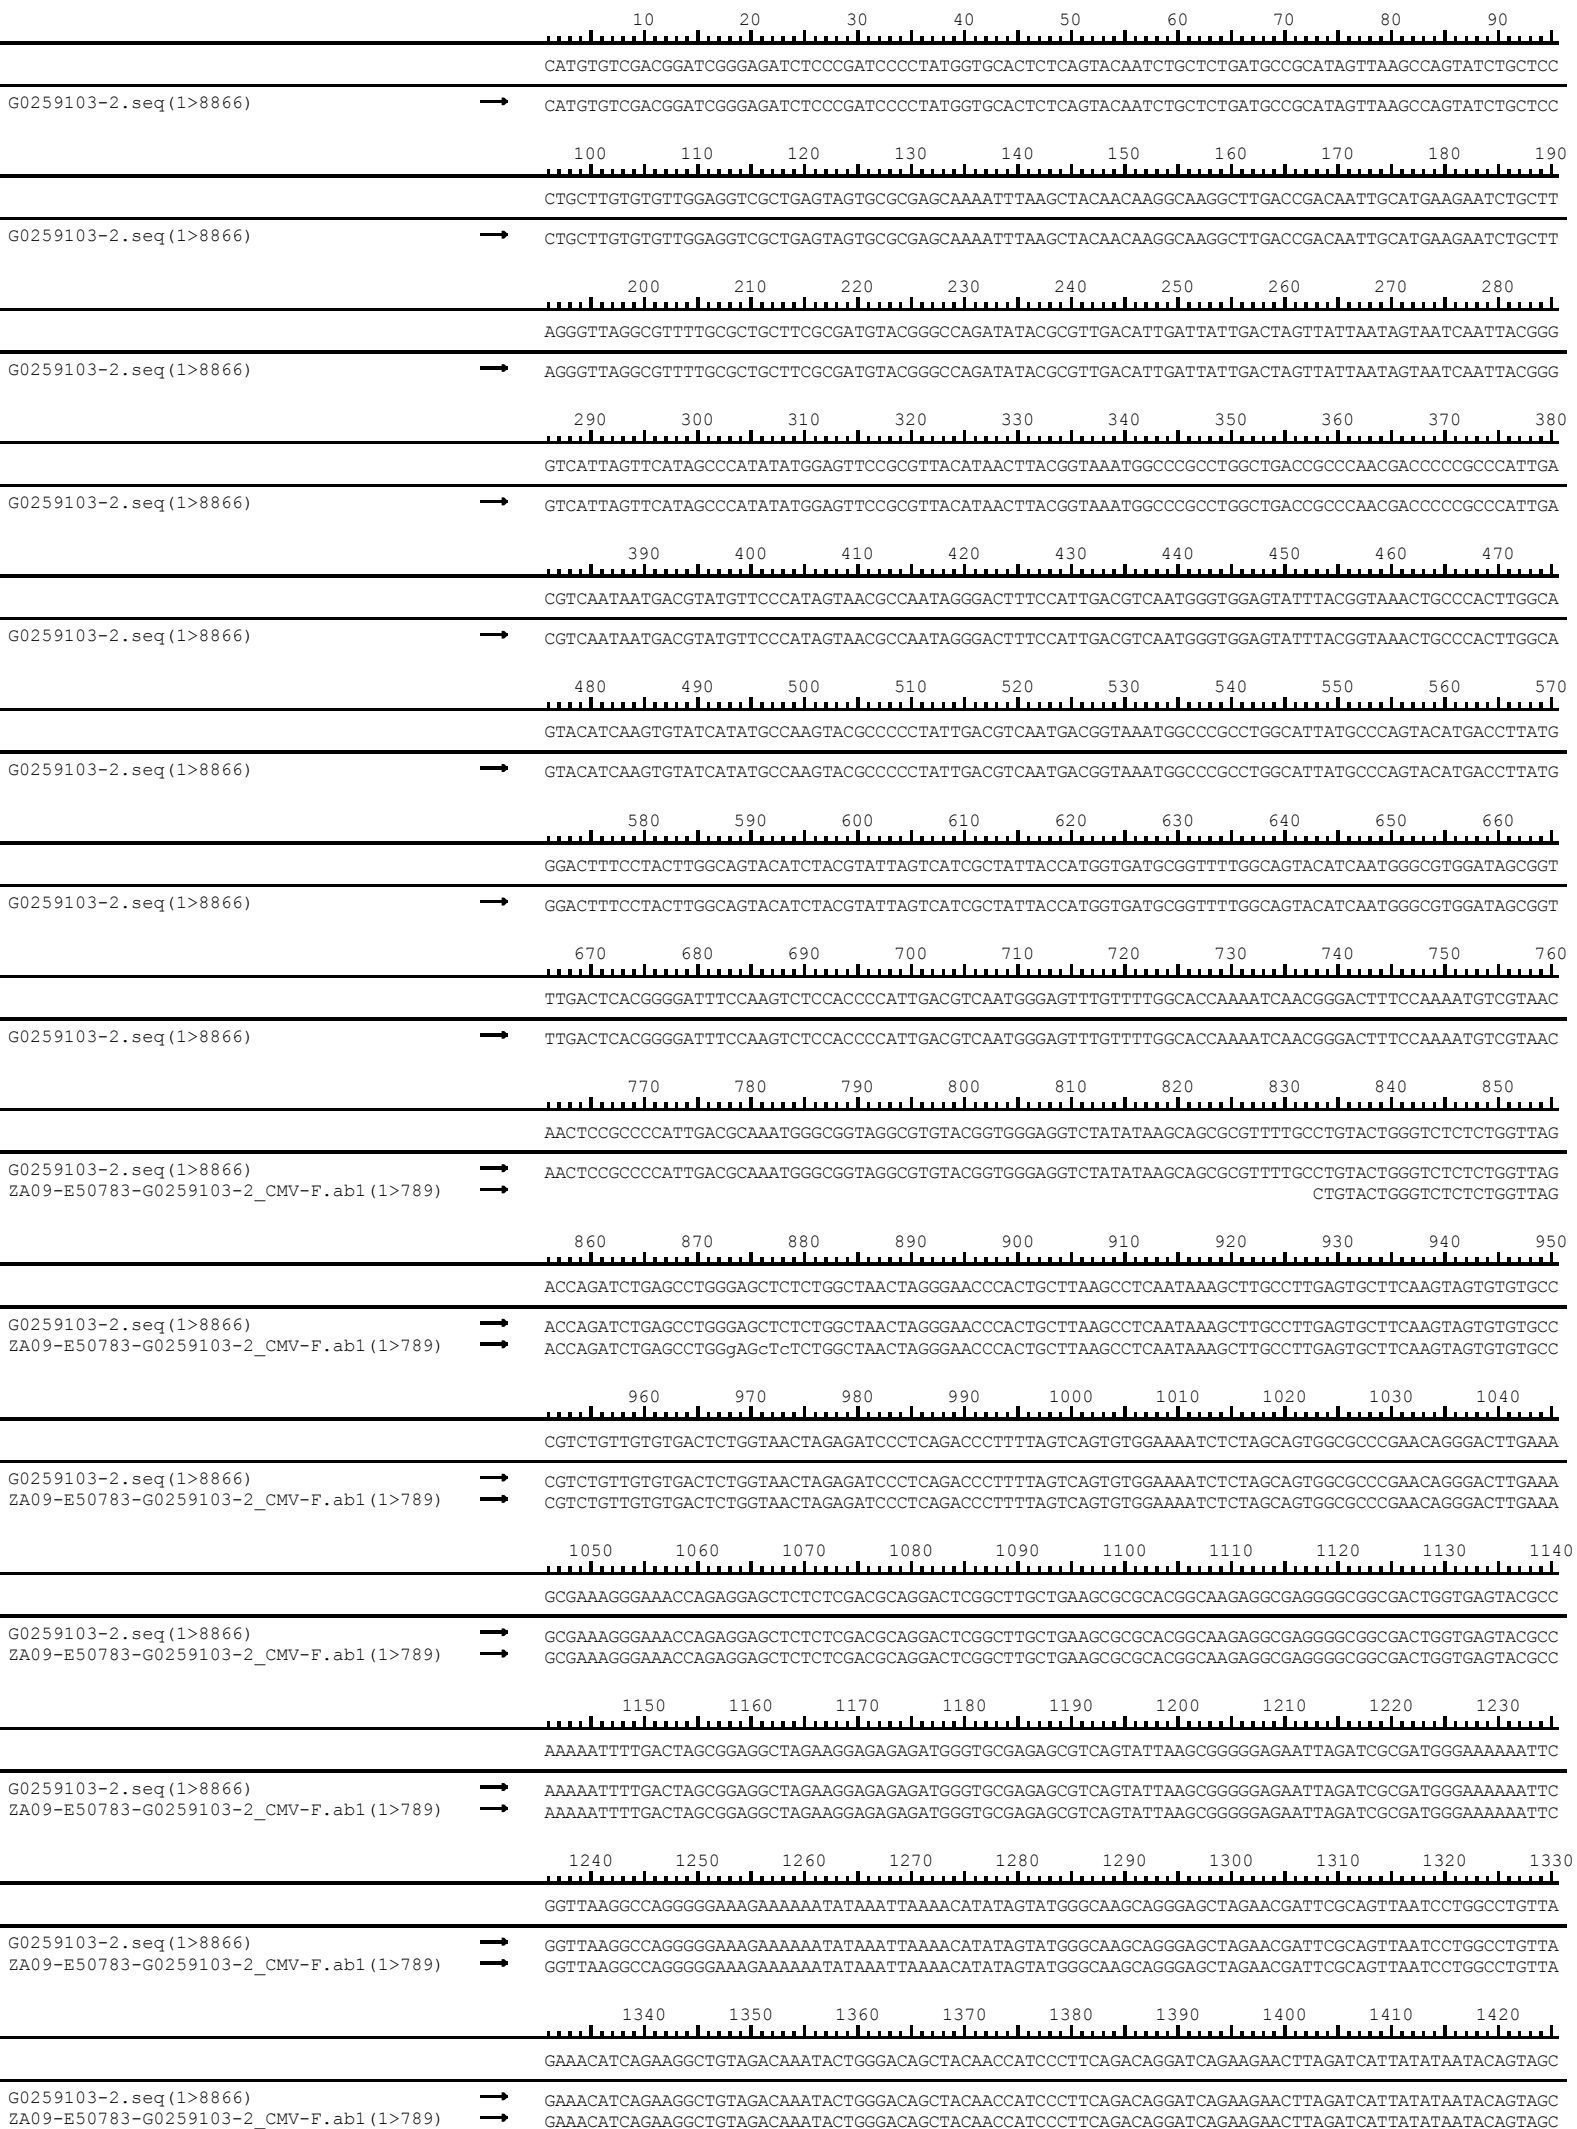 10 20 30 40 50 60 70 80 90
CATGTGTCGACGGATCGGGAGATCTCCCGATCCCCTATGGTGCACTCTCAGTACAATCTGCTCTGATGCCGCATAGTTAAGCCAGTATCTGCTCC
G0259103-2.seq(1>8866) → CATGTGTCGACGGATCGGGAGATCTCCCGATCCCCTATGGTGCACTCTCAGTACAATCTGCTCTGATGCCGCATAGTTAAGCCAGTATCTGCTCC
100 110 120 130 140 150 160 170 180 190
CTGCTTGTGTGTTGGAGGTCGCTGAGTAGTGCGCGAGCAAAATTTAAGCTACAACAAGGCAAGGCTTGACCGACAATTGCATGAAGAATCTGCTT
G0259103-2.seq(1>8866) → CTGCTTGTGTGTTGGAGGTCGCTGAGTAGTGCGCGAGCAAAATTTAAGCTACAACAAGGCAAGGCTTGACCGACAATTGCATGAAGAATCTGCTT
200 210 220 230 240 250 260 270 280
AGGGTTAGGCGTTTTGCGCTGCTTCGCGATGTACGGGCCAGATATACGCGTTGACATTGATTATTGACTAGTTATTAATAGTAATCAATTACGGG
G0259103-2.seq(1>8866) → AGGGTTAGGCGTTTTGCGCTGCTTCGCGATGTACGGGCCAGATATACGCGTTGACATTGATTATTGACTAGTTATTAATAGTAATCAATTACGGG
290 300 310 320 330 340 350 360 370 380
GTCATTAGTTCATAGCCCATATATGGAGTTCCGCGTTACATAACTTACGGTAAATGGCCCGCCTGGCTGACCGCCCAACGACCCCCGCCCATTGA
G0259103-2.seq(1>8866) → GTCATTAGTTCATAGCCCATATATGGAGTTCCGCGTTACATAACTTACGGTAAATGGCCCGCCTGGCTGACCGCCCAACGACCCCCGCCCATTGA
390 400 410 420 430 440 450 460 470
CGTCAATAATGACGTATGTTCCCATAGTAACGCCAATAGGGACTTTCCATTGACGTCAATGGGTGGAGTATTTACGGTAAACTGCCCACTTGGCA
G0259103-2.seq(1>8866) → CGTCAATAATGACGTATGTTCCCATAGTAACGCCAATAGGGACTTTCCATTGACGTCAATGGGTGGAGTATTTACGGTAAACTGCCCACTTGGCA
480 490 500 510 520 530 540 550 560 570
GTACATCAAGTGTATCATATGCCAAGTACGCCCCCTATTGACGTCAATGACGGTAAATGGCCCGCCTGGCATTATGCCCAGTACATGACCTTATG
G0259103-2.seq(1>8866) → GTACATCAAGTGTATCATATGCCAAGTACGCCCCCTATTGACGTCAATGACGGTAAATGGCCCGCCTGGCATTATGCCCAGTACATGACCTTATG
580 590 600 610 620 630 640 650 660
GGACTTTCCTACTTGGCAGTACATCTACGTATTAGTCATCGCTATTACCATGGTGATGCGGTTTTGGCAGTACATCAATGGGCGTGGATAGCGGT
G0259103-2.seq(1>8866) → GGACTTTCCTACTTGGCAGTACATCTACGTATTAGTCATCGCTATTACCATGGTGATGCGGTTTTGGCAGTACATCAATGGGCGTGGATAGCGGT
670 680 690 700 710 720 730 740 750 760
TTGACTCACGGGGATTTCCAAGTCTCCACCCCATTGACGTCAATGGGAGTTTGTTTTGGCACCAAAATCAACGGGACTTTCCAAAATGTCGTAAC
G0259103-2.seq(1>8866) → TTGACTCACGGGGATTTCCAAGTCTCCACCCCATTGACGTCAATGGGAGTTTGTTTTGGCACCAAAATCAACGGGACTTTCCAAAATGTCGTAAC
770 780 790 800 810 820 830 840 850
AACTCCGCCCCATTGACGCAAATGGGCGGTAGGCGTGTACGGTGGGAGGTCTATATAAGCAGCGCGTTTTGCCTGTACTGGGTCTCTCTGGTTAG
G0259103-2.seq(1>8866) → AACTCCGCCCCATTGACGCAAATGGGCGGTAGGCGTGTACGGTGGGAGGTCTATATAAGCAGCGCGTTTTGCCTGTACTGGGTCTCTCTGGTTAG
ZA09-E50783-G0259103-2_CMV-F.ab1(1>789) → CTGTACTGGGTCTCTCTGGTTAG
860 870 880 890 900 910 920 930 940 950
ACCAGATCTGAGCCTGGGAGCTCTCTGGCTAACTAGGGAACCCACTGCTTAAGCCTCAATAAAGCTTGCCTTGAGTGCTTCAAGTAGTGTGTGCC
G0259103-2.seq(1>8866) → ACCAGATCTGAGCCTGGGAGCTCTCTGGCTAACTAGGGAACCCACTGCTTAAGCCTCAATAAAGCTTGCCTTGAGTGCTTCAAGTAGTGTGTGCC
ZA09-E50783-G0259103-2_CMV-F.ab1(1>789) → ACCAGATCTGAGCCTGGgAGcTcTCTGGCTAACTAGGGAACCCACTGCTTAAGCCTCAATAAAGCTTGCCTTGAGTGCTTCAAGTAGTGTGTGCC
960 970 980 990 1000 1010 1020 1030 1040
CGTCTGTTGTGTGACTCTGGTAACTAGAGATCCCTCAGACCCTTTTAGTCAGTGTGGAAAATCTCTAGCAGTGGCGCCCGAACAGGGACTTGAAA
G0259103-2.seq(1>8866) → CGTCTGTTGTGTGACTCTGGTAACTAGAGATCCCTCAGACCCTTTTAGTCAGTGTGGAAAATCTCTAGCAGTGGCGCCCGAACAGGGACTTGAAA
ZA09-E50783-G0259103-2_CMV-F.ab1(1>789) → CGTCTGTTGTGTGACTCTGGTAACTAGAGATCCCTCAGACCCTTTTAGTCAGTGTGGAAAATCTCTAGCAGTGGCGCCCGAACAGGGACTTGAAA
1050 1060 1070 1080 1090 1100 1110 1120 1130 1140
GCGAAAGGGAAACCAGAGGAGCTCTCTCGACGCAGGACTCGGCTTGCTGAAGCGCGCACGGCAAGAGGCGAGGGGCGGCGACTGGTGAGTACGCC
G0259103-2.seq(1>8866) → GCGAAAGGGAAACCAGAGGAGCTCTCTCGACGCAGGACTCGGCTTGCTGAAGCGCGCACGGCAAGAGGCGAGGGGCGGCGACTGGTGAGTACGCC
ZA09-E50783-G0259103-2_CMV-F.ab1(1>789) → GCGAAAGGGAAACCAGAGGAGCTCTCTCGACGCAGGACTCGGCTTGCTGAAGCGCGCACGGCAAGAGGCGAGGGGCGGCGACTGGTGAGTACGCC
1150 1160 1170 1180 1190 1200 1210 1220 1230
AAAAATTTTGACTAGCGGAGGCTAGAAGGAGAGAGATGGGTGCGAGAGCGTCAGTATTAAGCGGGGGAGAATTAGATCGCGATGGGAAAAAATTC
G0259103-2.seq(1>8866) → AAAAATTTTGACTAGCGGAGGCTAGAAGGAGAGAGATGGGTGCGAGAGCGTCAGTATTAAGCGGGGGAGAATTAGATCGCGATGGGAAAAAATTC
ZA09-E50783-G0259103-2_CMV-F.ab1(1>789) → AAAAATTTTGACTAGCGGAGGCTAGAAGGAGAGAGATGGGTGCGAGAGCGTCAGTATTAAGCGGGGGAGAATTAGATCGCGATGGGAAAAAATTC
1240 1250 1260 1270 1280 1290 1300 1310 1320 1330
GGTTAAGGCCAGGGGGAAAGAAAAAATATAAATTAAAACATATAGTATGGGCAAGCAGGGAGCTAGAACGATTCGCAGTTAATCCTGGCCTGTTA
G0259103-2.seq(1>8866) → GGTTAAGGCCAGGGGGAAAGAAAAAATATAAATTAAAACATATAGTATGGGCAAGCAGGGAGCTAGAACGATTCGCAGTTAATCCTGGCCTGTTA
ZA09-E50783-G0259103-2_CMV-F.ab1(1>789) → GGTTAAGGCCAGGGGGAAAGAAAAAATATAAATTAAAACATATAGTATGGGCAAGCAGGGAGCTAGAACGATTCGCAGTTAATCCTGGCCTGTTA
1340 1350 1360 1370 1380 1390 1400 1410 1420
GAAACATCAGAAGGCTGTAGACAAATACTGGGACAGCTACAACCATCCCTTCAGACAGGATCAGAAGAACTTAGATCATTATATAATACAGTAGC
G0259103-2.seq(1>8866) → GAAACATCAGAAGGCTGTAGACAAATACTGGGACAGCTACAACCATCCCTTCAGACAGGATCAGAAGAACTTAGATCATTATATAATACAGTAGC
ZA09-E50783-G0259103-2_CMV-F.ab1(1>789) → GAAACATCAGAAGGCTGTAGACAAATACTGGGACAGCTACAACCATCCCTTCAGACAGGATCAGAAGAACTTAGATCATTATATAATACAGTAGC